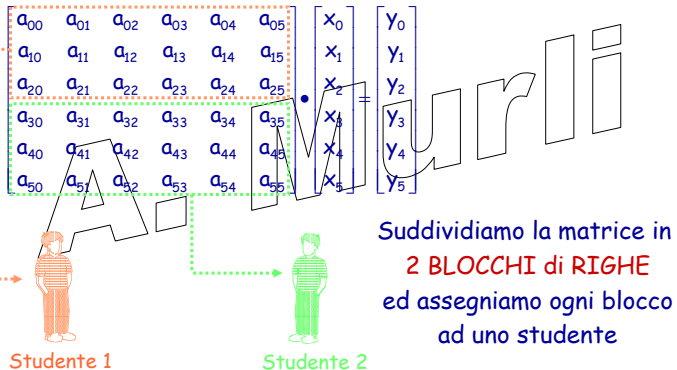 a00 a01 a02 a03 a04 a05 x0 y0
a10 a11 a12 a13 a14 a15 x1 y1
a20 a21 a22 a23 a24 a25 • x2 = y2
a30 a31 a32 a33 a34 a35 x3 y3
a40 a41 a42 a43 a44 a45 x4 y4
a50 a51 a52 a53 a54 a55 x5 y5
A. Murli
Suddividiamo la matrice in
2 BLOCCHI di RIGHE
ed assegniamo ogni blocco
ad uno studente
Studente 1
Studente 2